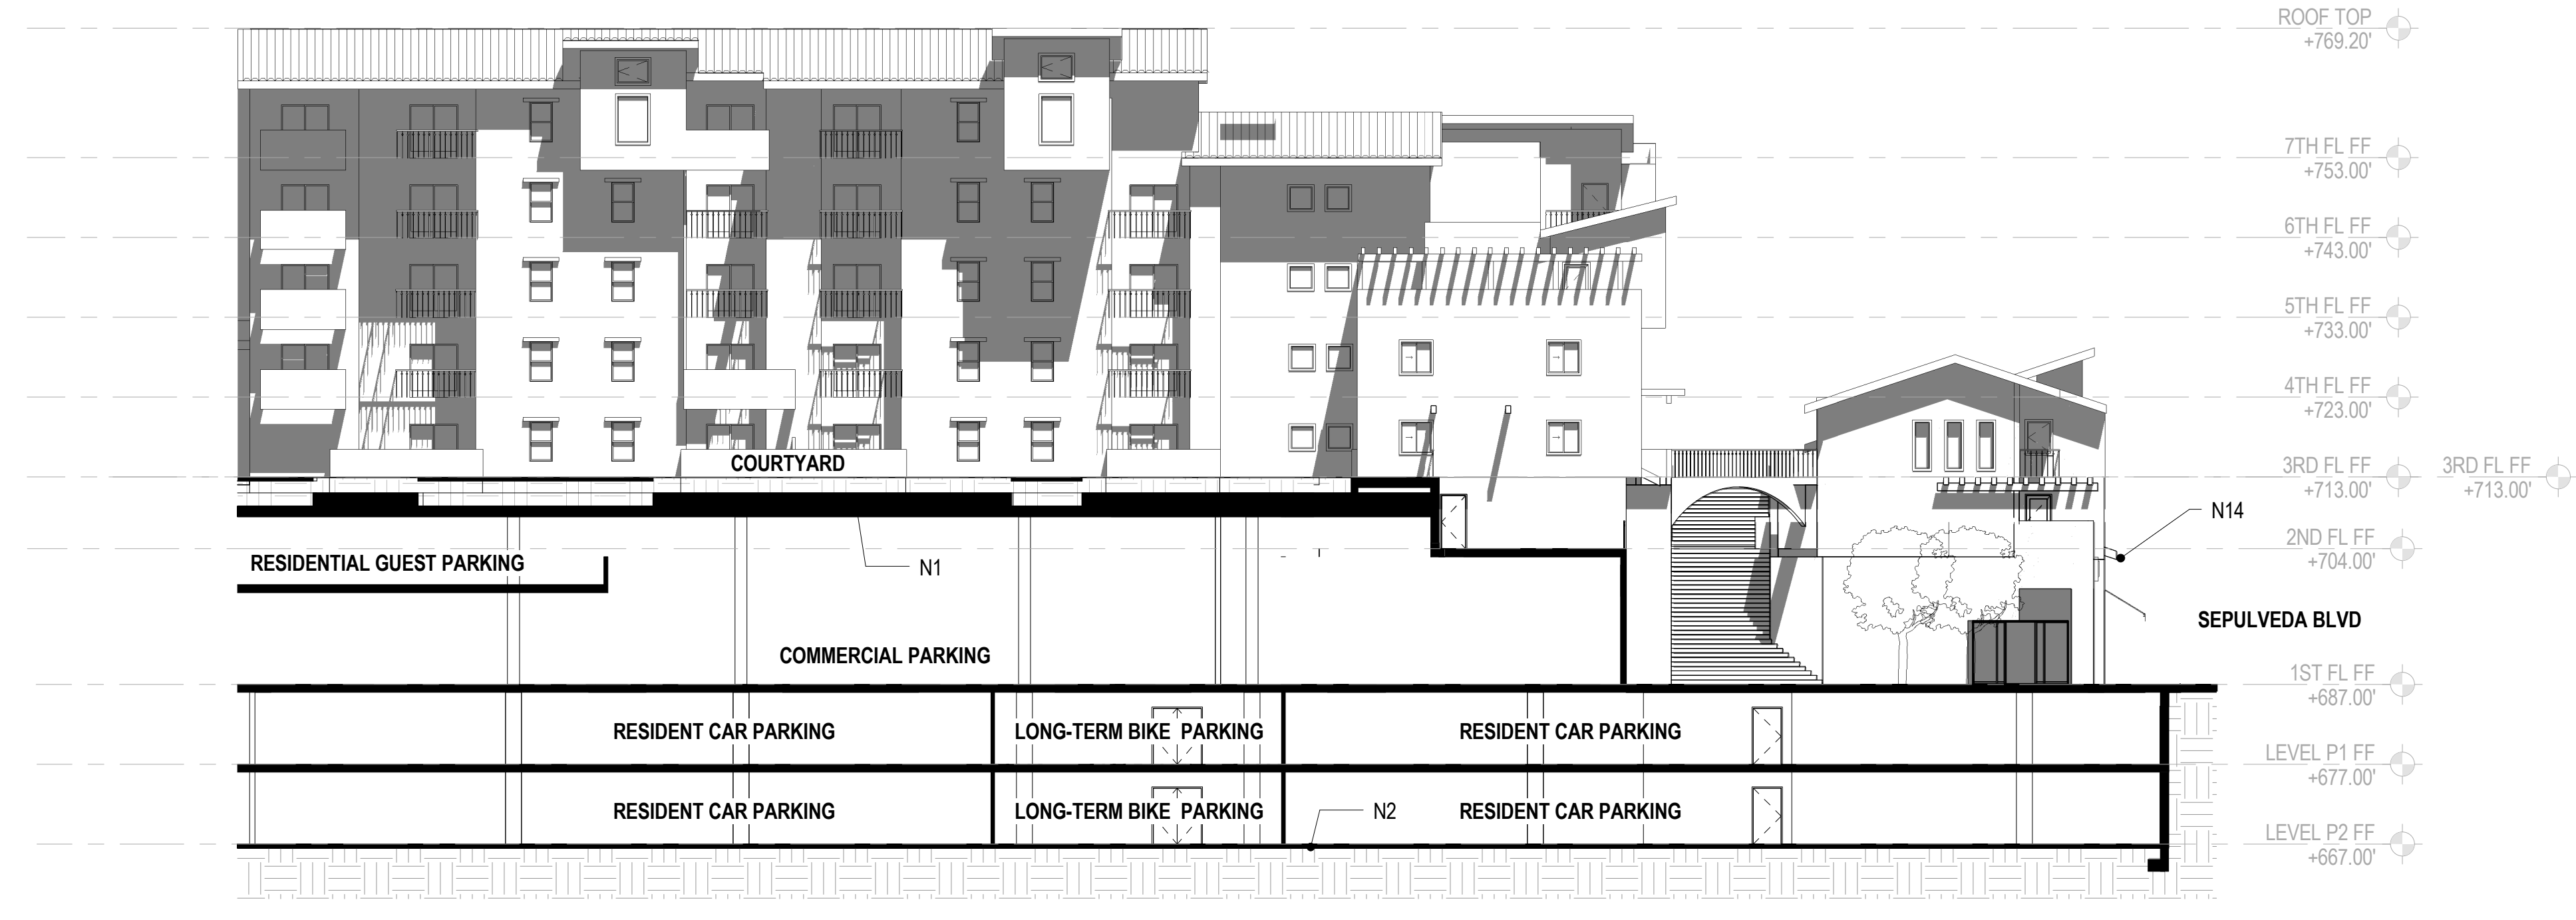 ROOF TOP
+769.20'
7TH FL FF
+753.00'
6TH FL FF
+743.00'
5TH FL FF
+733.00'
4TH FL FF
+723.00'
COURTYARD
3RD FL FF
+713.00'
3RD FL FF
+713.00'
N14
2ND FL FF
+704.00'
RESIDENTIAL GUEST PARKING
N1
SEPULVEDA BLVD
COMMERCIAL PARKING
1ST FL FF
+687.00'
RESIDENT CAR PARKING
LONG-TERM BIKE PARKING
RESIDENT CAR PARKING
LEVEL P1 FF
+677.00'
RESIDENT CAR PARKING
LONG-TERM BIKE PARKING
N2
RESIDENT CAR PARKING
LEVEL P2 FF
+667.00'